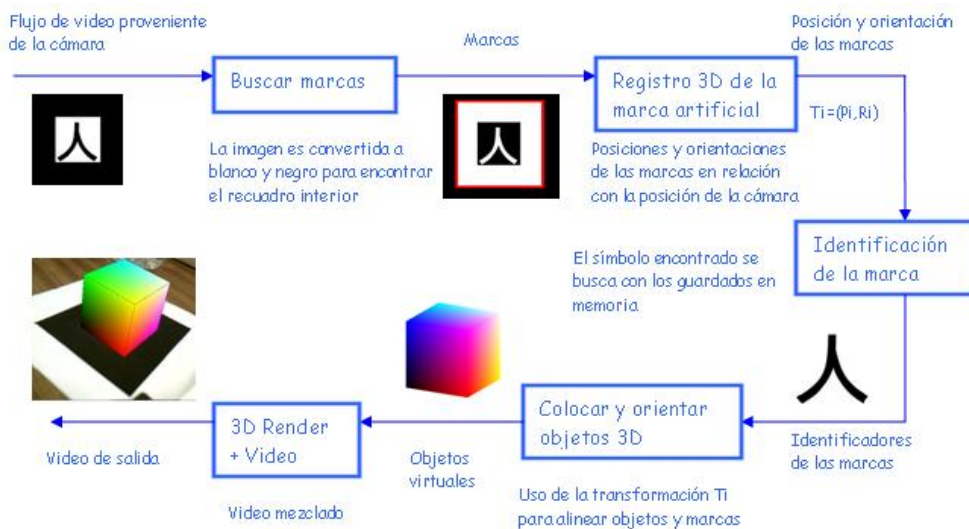 Flujo de video proveniente
de la cámara
Buscar marcas
La imagen es convertida a
blanco y negro para encontrar
el recuadro interior
人
Marcas
人
Registro 3D de la
marca artificial
Posiciones y orientaciones
de las marcas en relación
con la posición de la cámara
Posición y orientación
de las marcas
Ti=(Pi,Ri)
Identificación
de la marca
El símbolo encontrado se
busca con los guardados en
memoria
人
Identificadores
de las marcas
Colocar y orientar
objetos 3D
Uso de la transformación Ti
para alinear objetos y marcas
Objetos
virtuales
3D Render
+ Video
Video mezclado
Video de salida